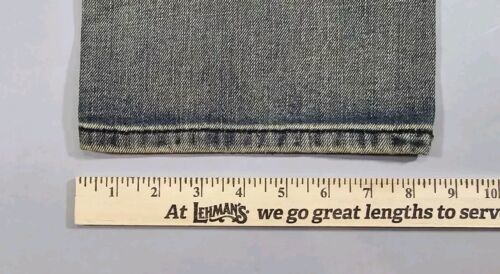 1 2 3 4 5 6 7 8 9 10
At LEHMAN'S we go great lengths to serv